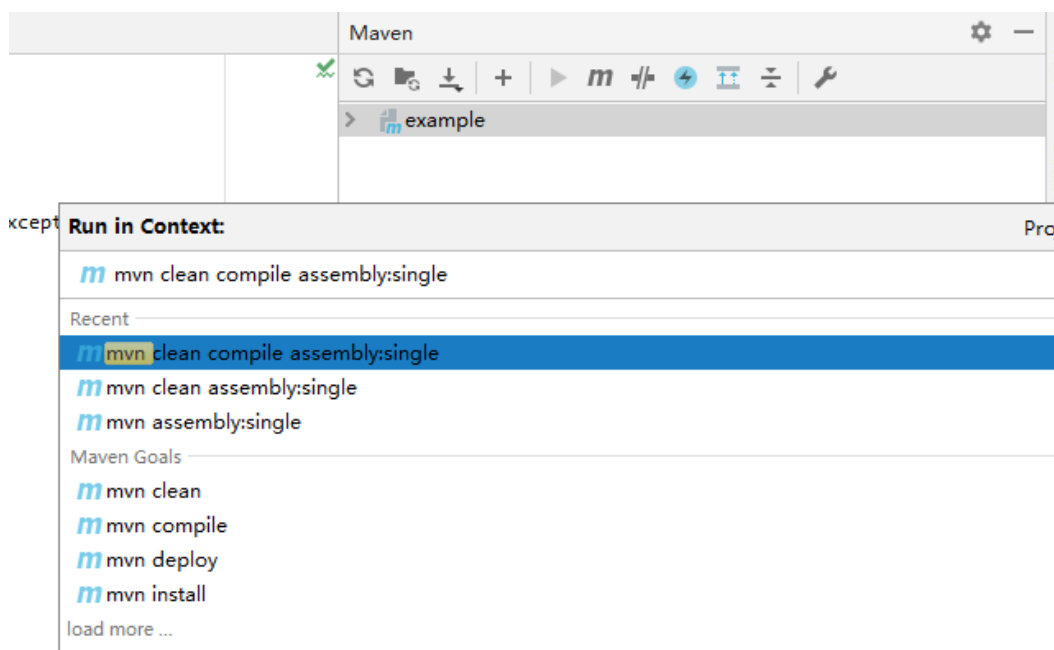 Maven
m
example
xcept
Run in Context:
Pro
m mvn clean compile assembly:single
Recent
m mvn clean compile assembly:single
m mvn clean assembly:single
m mvn assembly:single
Maven Goals
m mvn clean
m mvn compile
m mvn deploy
m mvn install
load more ...